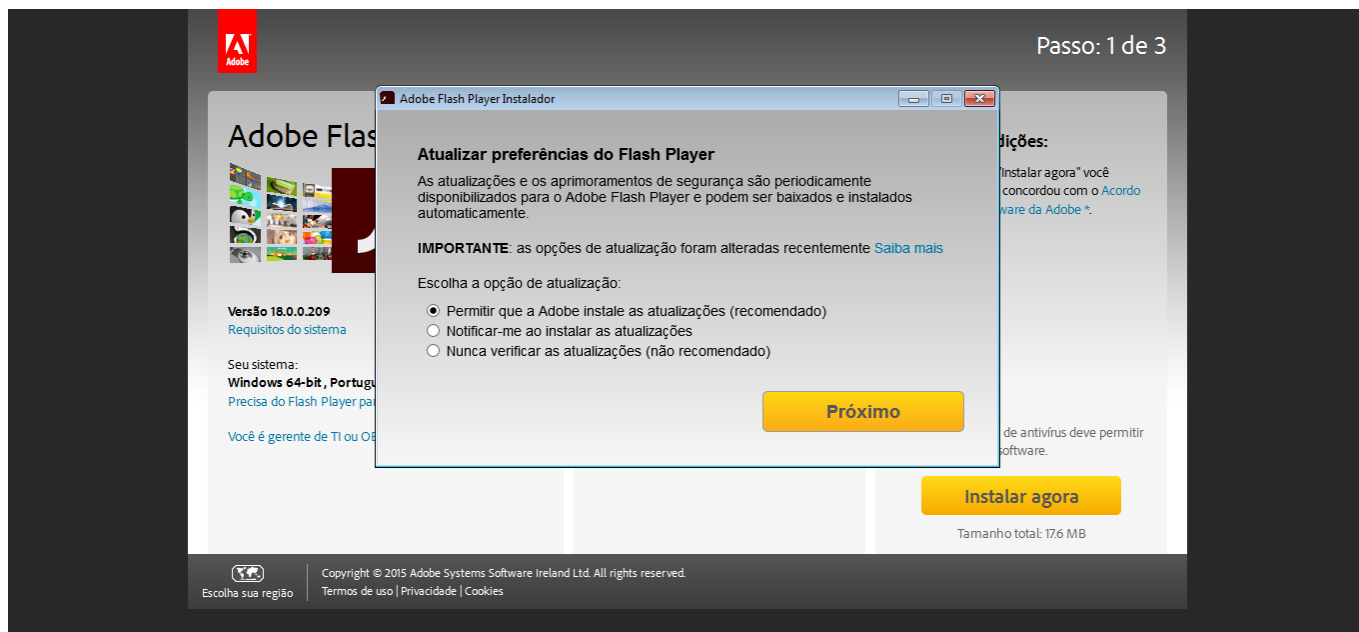 Adobe
Passo: 1 de 3
Adobe Flas
Adobe Flash Player Instalador
Atualizar preferências do Flash Player
As atualizações e os aprimoramentos de segurança são periodicamente
disponibilizados para o Adobe Flash Player e podem ser baixados e instalados
automaticamente.
IMPORTANTE: as opções de atualização foram alteradas recentemente Saiba mais
Escolha a opção de atualização:
Permitir que a Adobe instale as atualizações (recomendado)
Notificar-me ao instalar as atualizações
Nunca verificar as atualizações (não recomendado)
Próximo
Versão 18.0.0.209
Requisitos do sistema
Seu sistema:
Windows 64-bit, Portugu
Precisa do Flash Player par
Você é gerente de TI ou OE
dições:
"Instalar agora" você
concordou com o Acordo
ware da Adobe *.
de antivírus deve permitir
software.
Instalar agora
Tamanho total: 17.6 MB
Escolha sua região
Copyright © 2015 Adobe Systems Software Ireland Ltd. All rights reserved.
Termos de uso | Privacidade | Cookies